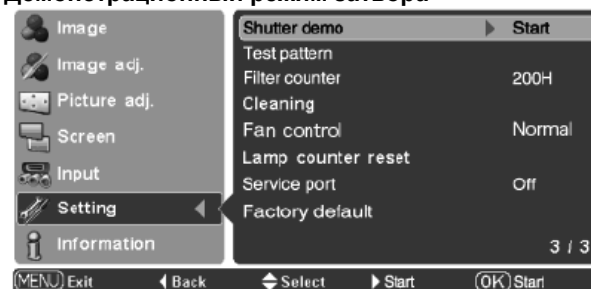 Демонстрационный режим затвора
Image
Image adj.
Picture adj.
Screen
Input
Setting
Information
Shutter demo Start
Test pattern
Filter counter 200H
Cleaning
Fan control Normal
Lamp counter reset
Service port Off
Factory default
3 / 3
MENU Exit Back Select Start OK Start